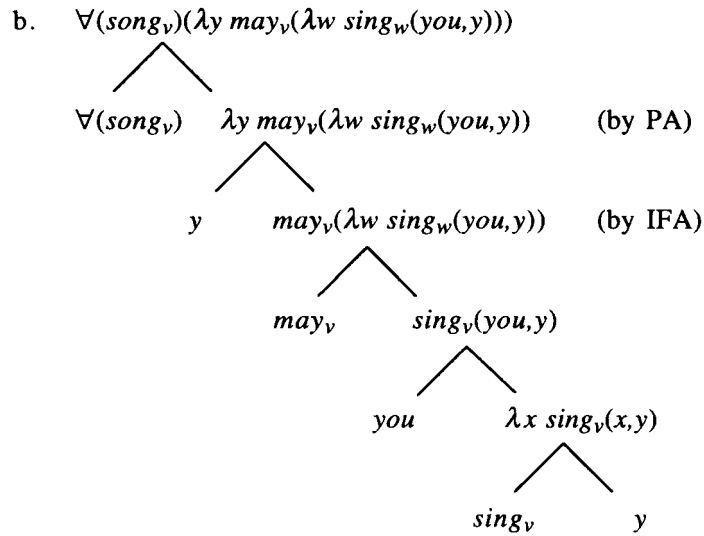 b. ∀(song_v)(λy may_v(λw sing_w(you,y)))
∀(song_v) λy may_v(λw sing_w(you,y)) (by PA)
y may_v(λw sing_w(you,y)) (by IFA)
may_v sing_v(you,y)
you λx sing_v(x,y)
sing_v y